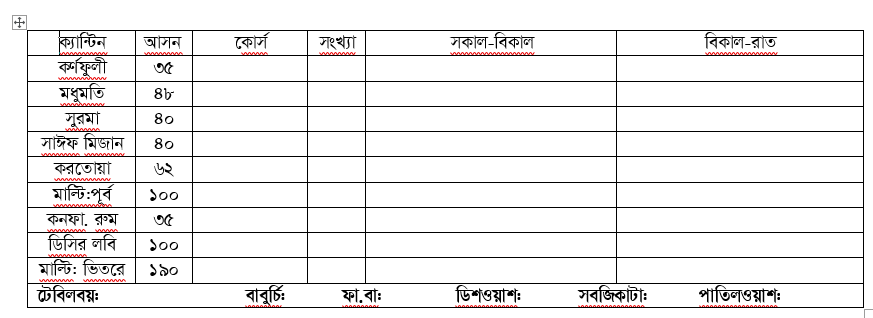 ক্যান্টিন আসন কোর্স সংখ্যা সকাল-বিকাল বিকাল-রাত
কর্ণফুলী ৩৫
মধুমতি ৪৮
সুরমা ৪০
সাঈফ মিজান ৪০
করতোয়া ৬২
মাল্টি:পূর্ব ১০০
কনফা. রুম ৩৫
ডিসির লবি ১০০
মাল্টি: ভিতরে ১৯০
টেবিলবয়: বাবুর্চি: ফা.বা: ডিশওয়াশ: সবজিকাটা: পাতিলওয়াশ: